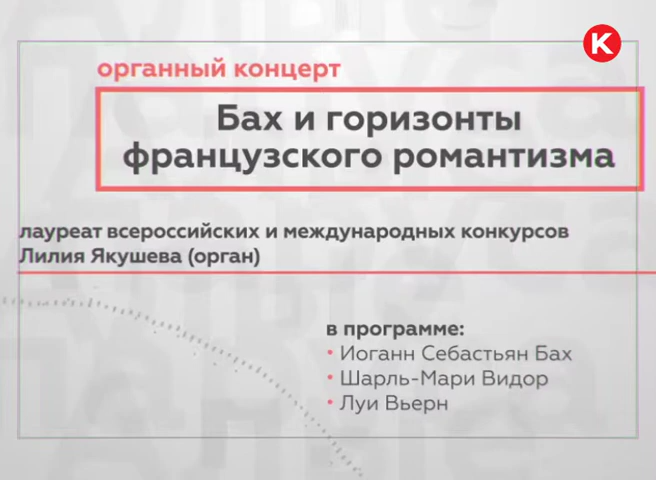 К
органный концерт
Бах и горизонты
французского романтизма
лауреат всероссийских и международных конкурсов
Лилия Якушева (орган)
в программе:
• Иоганн Себастьян Бах
• Шарль-Мари Видор
• Луи Вьерн